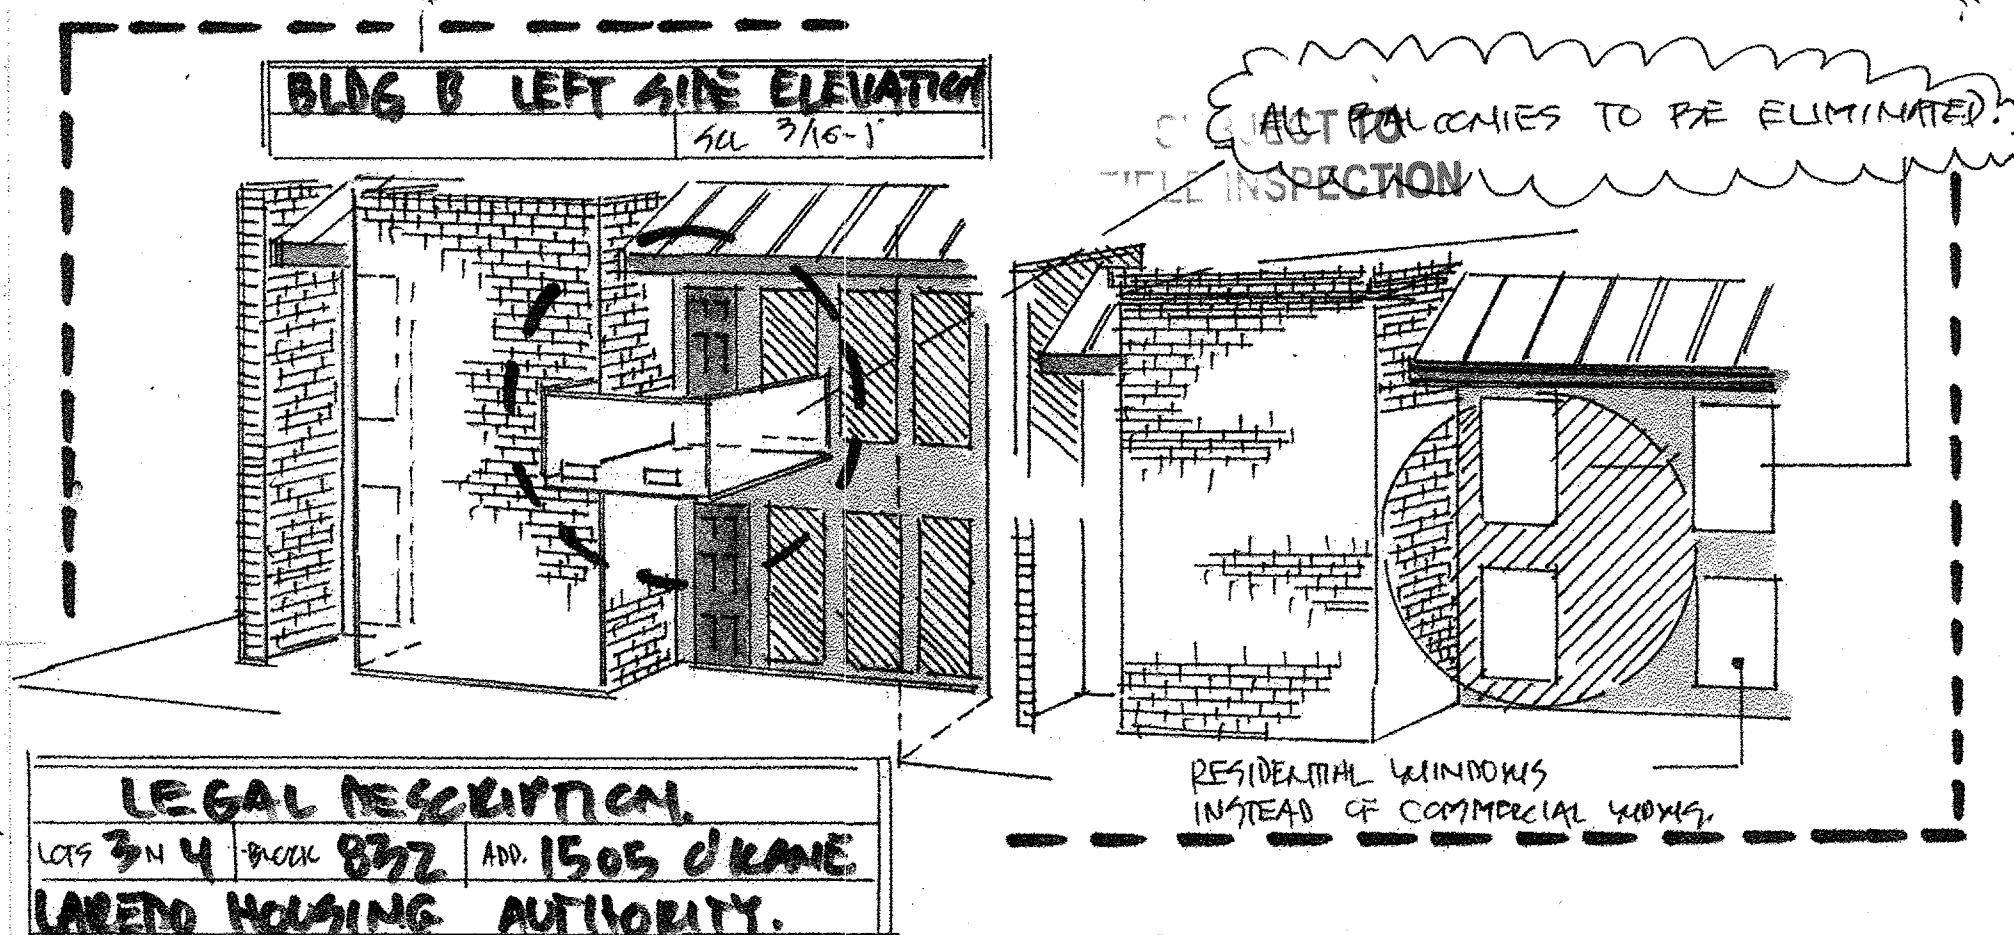 BLDG B LEFT SIDE ELEVATION
SCL 3/16-1'
ALL BALCONIES TO BE ELIMINATED.
SUBJECT TO
FIELD INSPECTION
RESIDENTIAL WINDOWS
INSTEAD OF COMMERCIAL WDWS.
LEGAL DESCRIPTION.
LOTS 3 N 4 BLOCK 832 ADD. 1505 O'KANE
LAREDO HOUSING AUTHORITY.